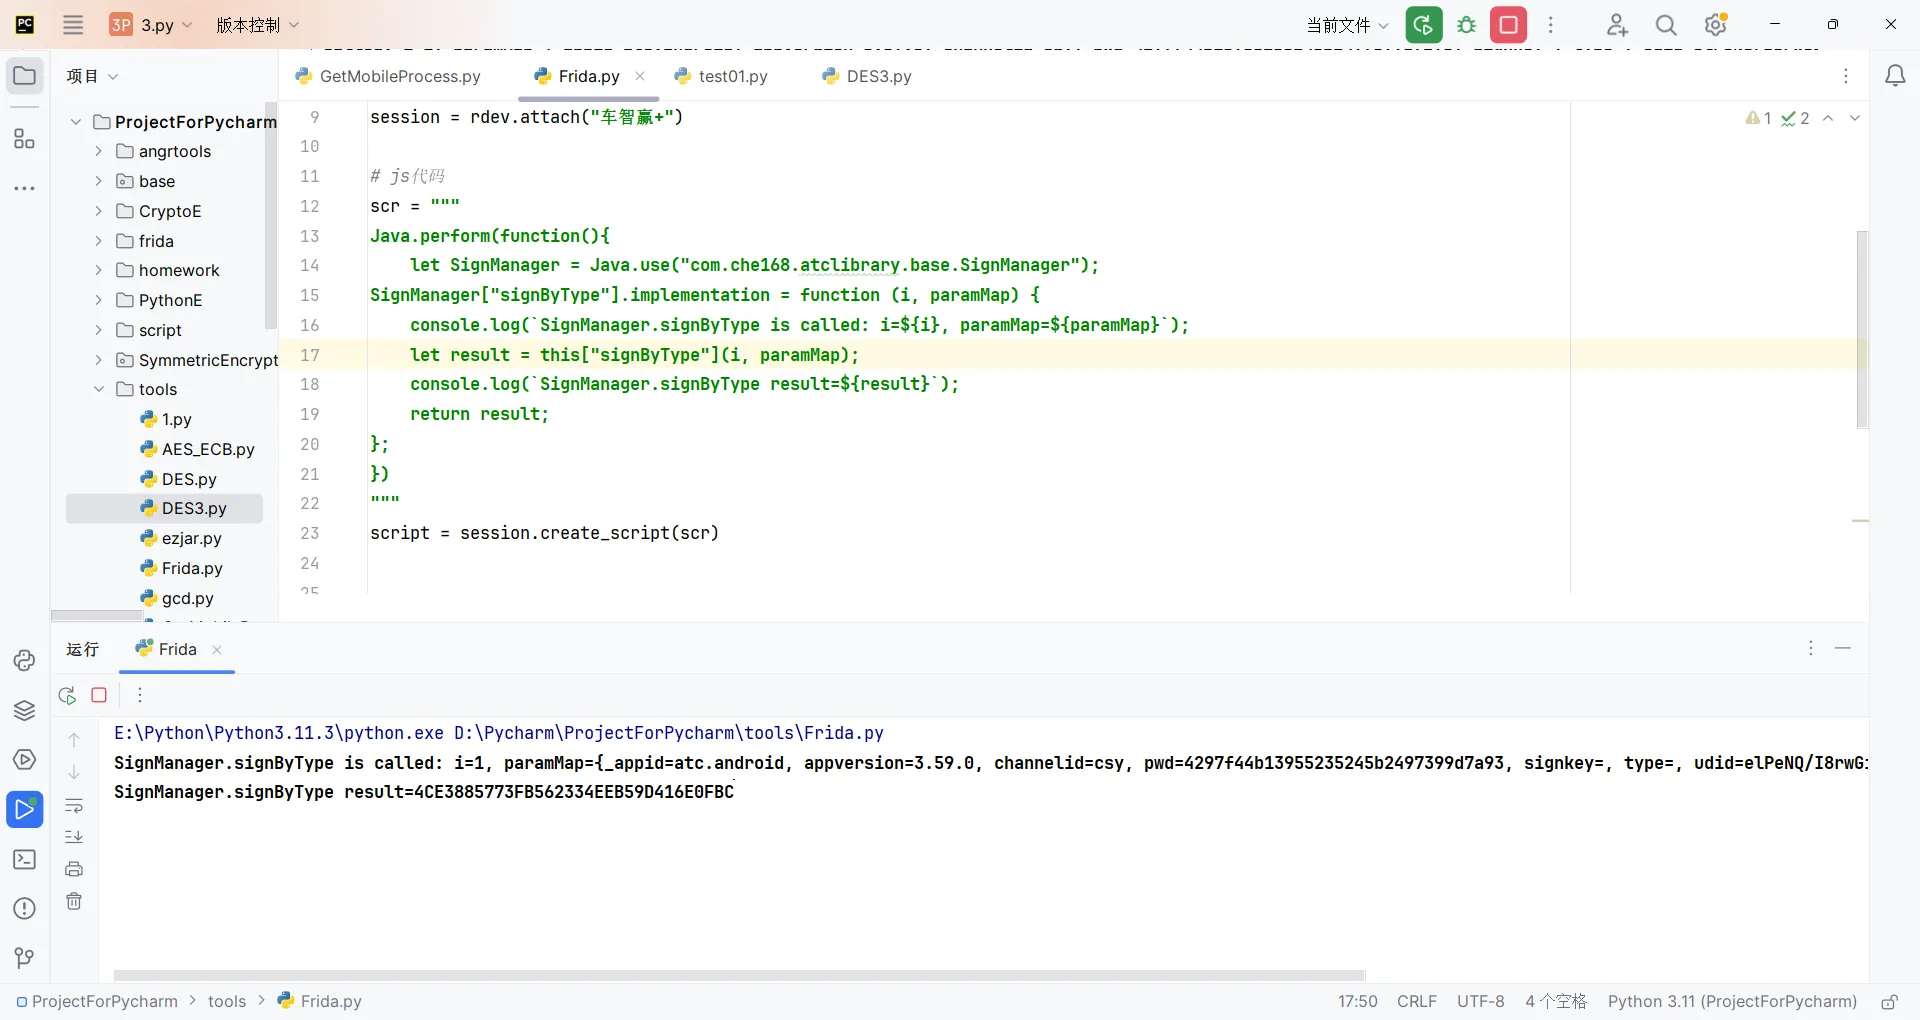 PC
3P 3.py
版本控制
当前文件
项目
GetMobileProcess.py
Frida.py
test01.py
DES3.py
ProjectForPycharm
angrtools
base
CryptoE
frida
homework
PythonE
script
SymmetricEncrypt
tools
1.py
AES_ECB.py
DES.py
DES3.py
ezjar.py
Frida.py
gcd.py
1 2
9 session = rdev.attach("车智赢+")
10
11 # js代码
12 scr = """
13 Java.perform(function(){
14 let SignManager = Java.use("com.che168.atclibrary.base.SignManager");
15 SignManager["signByType"].implementation = function (i, paramMap) {
16 console.log(`SignManager.signByType is called: i=${i}, paramMap=${paramMap}`);
17 let result = this["signByType"](i, paramMap);
18 console.log(`SignManager.signByType result=${result}`);
19 return result;
20 };
21 })
22 """
23 script = session.create_script(scr)
24
25
运行
Frida
E:\Python\Python3.11.3\python.exe D:\Pycharm\ProjectForPycharm\tools\Frida.py
SignManager.signByType is called: i=1, paramMap={_appid=atc.android, appversion=3.59.0, channelid=csy, pwd=4297f44b13955235245b2497399d7a93, signkey=, type=, udid=elPeNQ/I8rwG
SignManager.signByType result=4CE3885773FB562334EEB59D416E0FBC
ProjectForPycharm > tools > Frida.py
17:50 CRLF UTF-8 4 个空格 Python 3.11 (ProjectForPycharm)